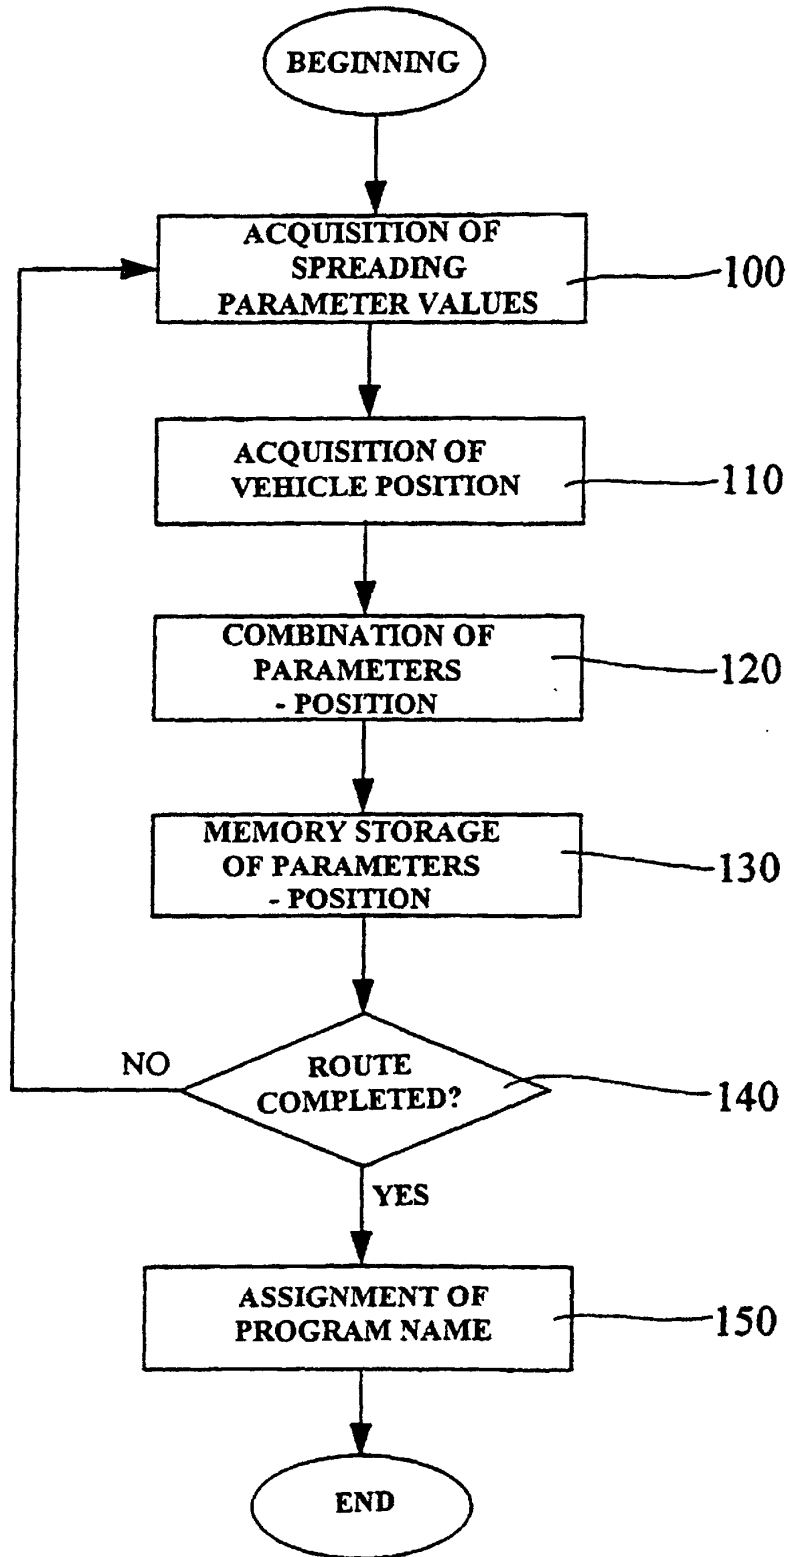 BEGINNING
ACQUISITION OF
SPREADING
PARAMETER VALUES
100
ACQUISITION OF
VEHICLE POSITION
110
COMBINATION OF
PARAMETERS
- POSITION
120
MEMORY STORAGE
OF PARAMETERS
- POSITION
130
NO
ROUTE
COMPLETED?
140
YES
ASSIGNMENT OF
PROGRAM NAME
150
END